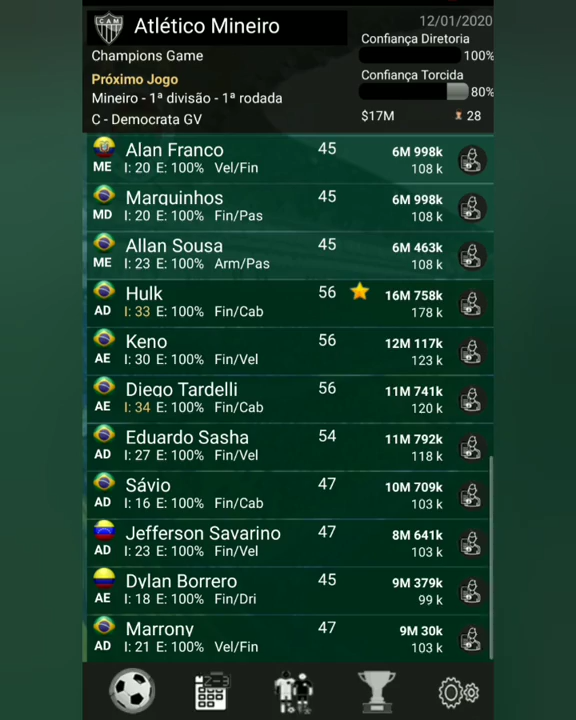 CAM
Atlético Mineiro
12/01/2020
Champions Game
Confiança Diretoria
100%
Próximo Jogo
Confiança Torcida
Mineiro - 1ª divisão - 1ª rodada
80%
C - Democrata GV
$17M
28
Alan Franco 45 6M 998k
ME I: 20 E: 100% Vel/Fin 108 k
Marquinhos 45 6M 998k
MD I: 20 E: 100% Fin/Pas 108 k
Allan Sousa 45 6M 463k
ME I: 23 E: 100% Arm/Pas 108 k
Hulk 56 16M 758k
AD I: 33 E: 100% Fin/Cab 178 k
Keno 56 12M 117k
AE I: 30 E: 100% Fin/Vel 123 k
Diego Tardelli 56 11M 741k
AE I: 34 E: 100% Fin/Cab 120 k
Eduardo Sasha 54 11M 792k
AD I: 27 E: 100% Fin/Vel 118 k
Sávio 47 10M 709k
AD I: 16 E: 100% Fin/Cab 103 k
Jefferson Savarino 47 8M 641k
AD I: 23 E: 100% Fin/Vel 103 k
Dylan Borrero 45 9M 379k
AE I: 18 E: 100% Fin/Dri 99 k
Marrony 47 9M 30k
AD I: 21 E: 100% Vel/Fin 103 k
2-3